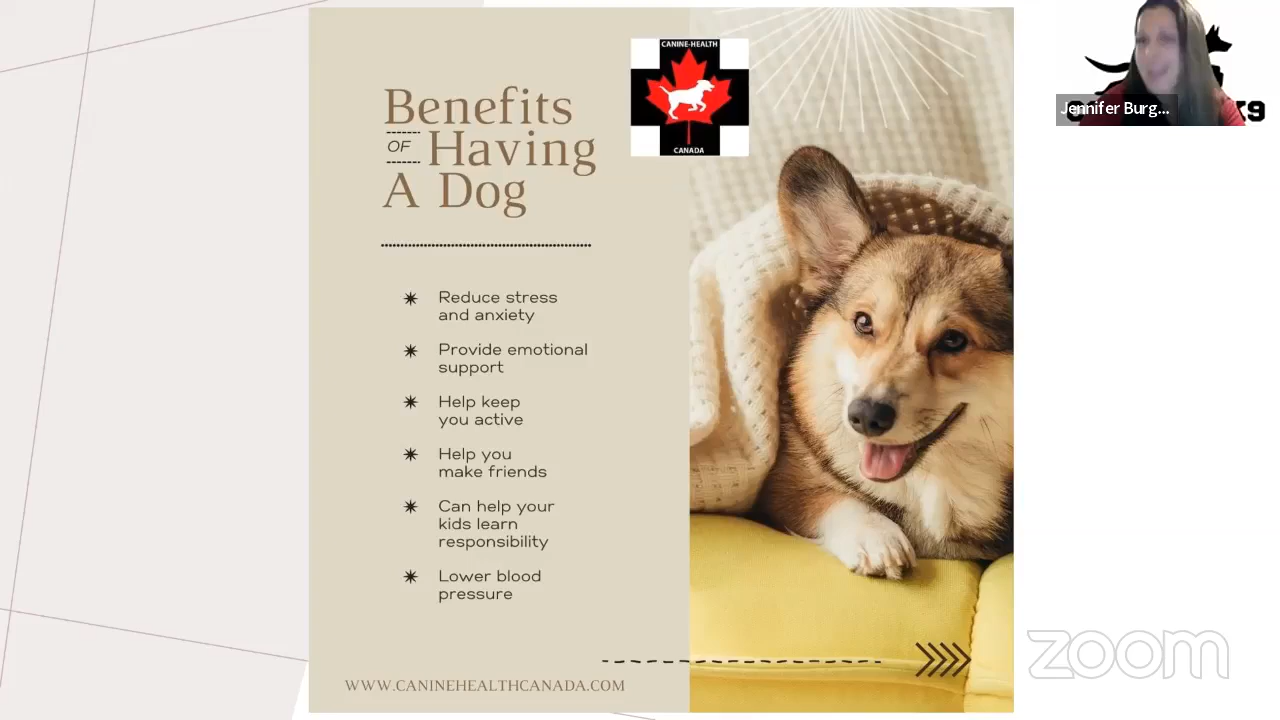 CANINE-HEALTH
CANADA
Benefits
OF Having
A Dog
Reduce stress
and anxiety
Provide emotional
support
Help keep
you active
Help you
make friends
Can help your
kids learn
responsibility
Lower blood
pressure
WWW.CANINEHEALTHCANADA.COM
Jennifer Burg...
K9
zoom